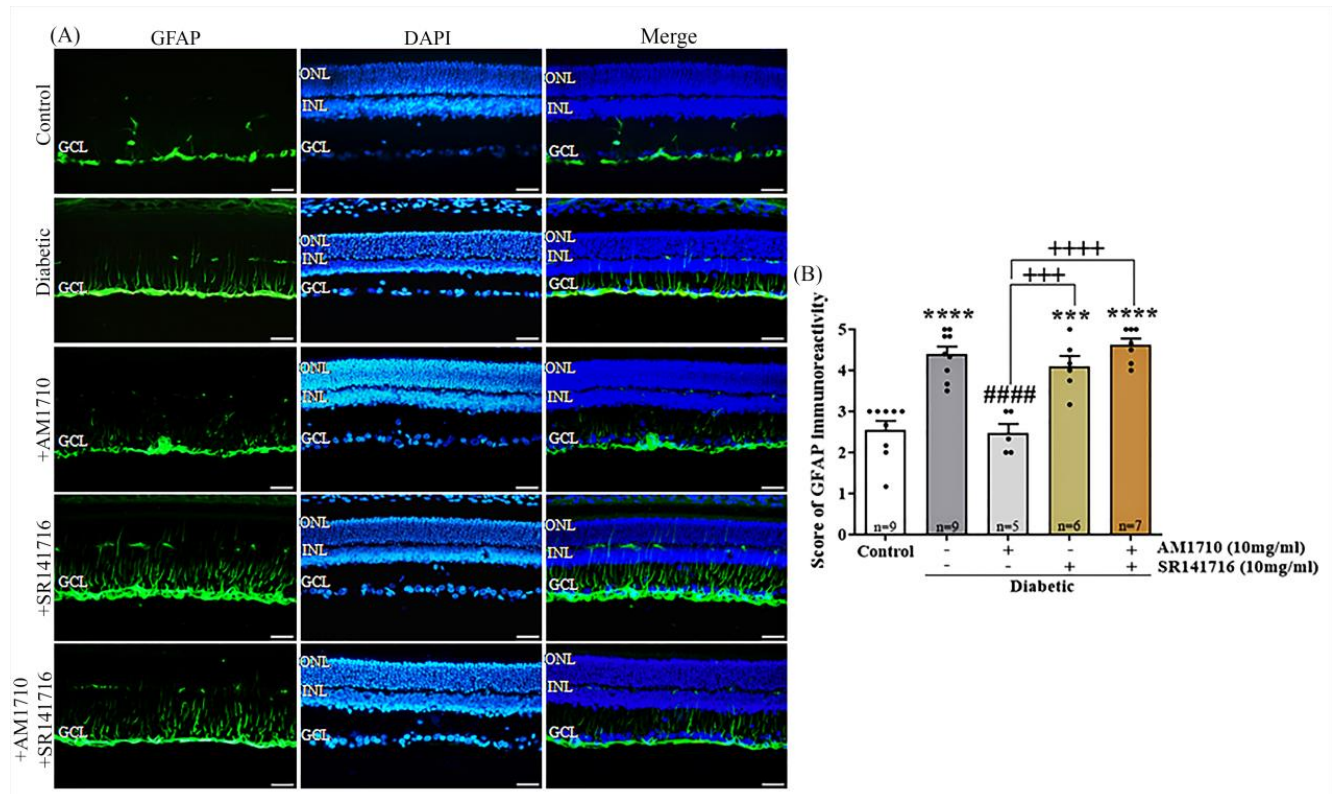 (A)
GFAP DAPI Merge
Control
GCL
ONL
INL
GCL
ONL
INL
GCL
Diabetic
GCL
ONL
INL
GCL
ONL
INL
GCL
+AM1710
GCL
ONL
INL
GCL
ONL
INL
GCL
+SR141716
GCL
ONL
INL
GCL
ONL
INL
GCL
+AM1710
+SR141716
GCL
ONL
INL
GCL
ONL
INL
GCL
(B)
++++
+++
**** #### *** ****
Score of GFAP immunoreactivity
5
4
3
2
1
0
n=9 n=9 n=5 n=6 n=7
Control - + - + AM1710 (10mg/ml)
- - + + SR141716 (10mg/ml)
Diabetic